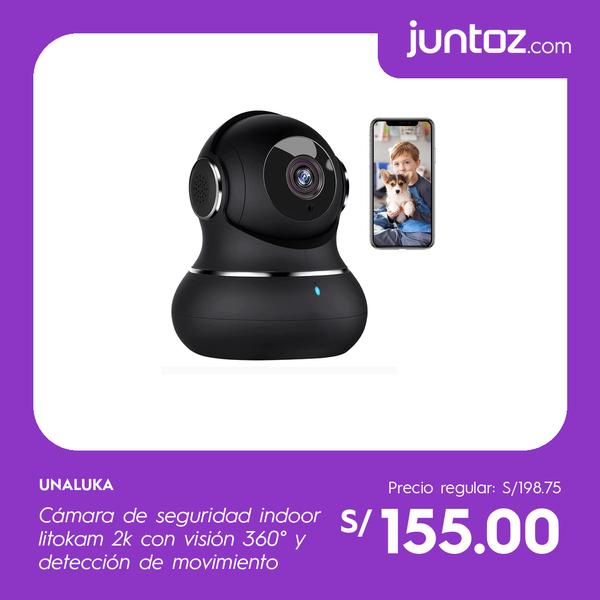 juntoz.com
UNALUKA
Cámara de seguridad indoor
litokam 2k con visión 360° y
detección de movimiento
Precio regular: S/198.75
S/ 155.00